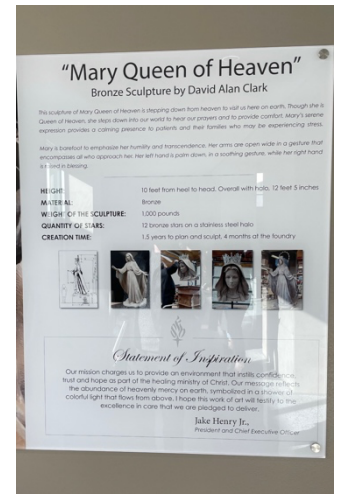 "Mary Queen of Heaven"
Bronze Sculpture by David Alan Clark
This sculpture of Mary Queen of Heaven is stepping down from heaven to visit us here on earth. Though she is
Queen of Heaven, she steps down into our world to hear our prayers and to provide comfort. Mary's serene
expression provides a calming presence to patients and their families who may be experiencing stress.
Mary is barefoot to emphasize her humility and transcendence. Her arms are open wide in a gesture that
encompasses all who approach her. Her left hand is palm down, in a soothing gesture, while her right hand
is raised in blessing.
HEIGHT: 10 feet from heel to head. Overall with halo, 12 feet 5 inches
MATERIAL: Bronze
WEIGHT OF THE SCULPTURE: 1,000 pounds
QUANTITY OF STARS: 12 bronze stars on a stainless steel halo
CREATION TIME: 1.5 years to plan and sculpt, 4 months at the foundry
Statement of Inspiration
Our mission charges us to provide an environment that instills confidence,
trust and hope as part of the healing ministry of Christ. Our message reflects
the abundance of heavenly mercy on earth, symbolized in a shower of
colorful light that flows from above. I hope this work of art will testify to the
excellence in care that we are pledged to deliver.
Jake Henry Jr.,
President and Chief Executive Officer